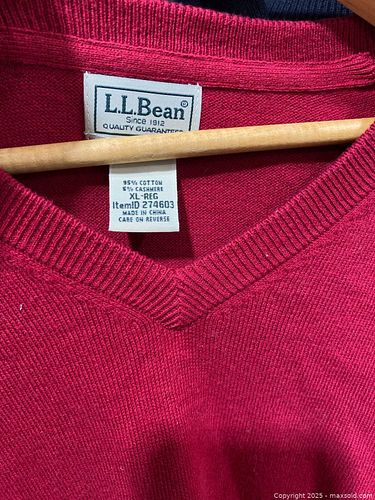 L.L.Bean®
Since 1912
QUALITY GUARANTEED
95% COTTON
5% CASHMERE
XL-REG
ItemID 274603
MADE IN CHINA
CARE ON REVERSE
Copyright 2025 - maxsold.com